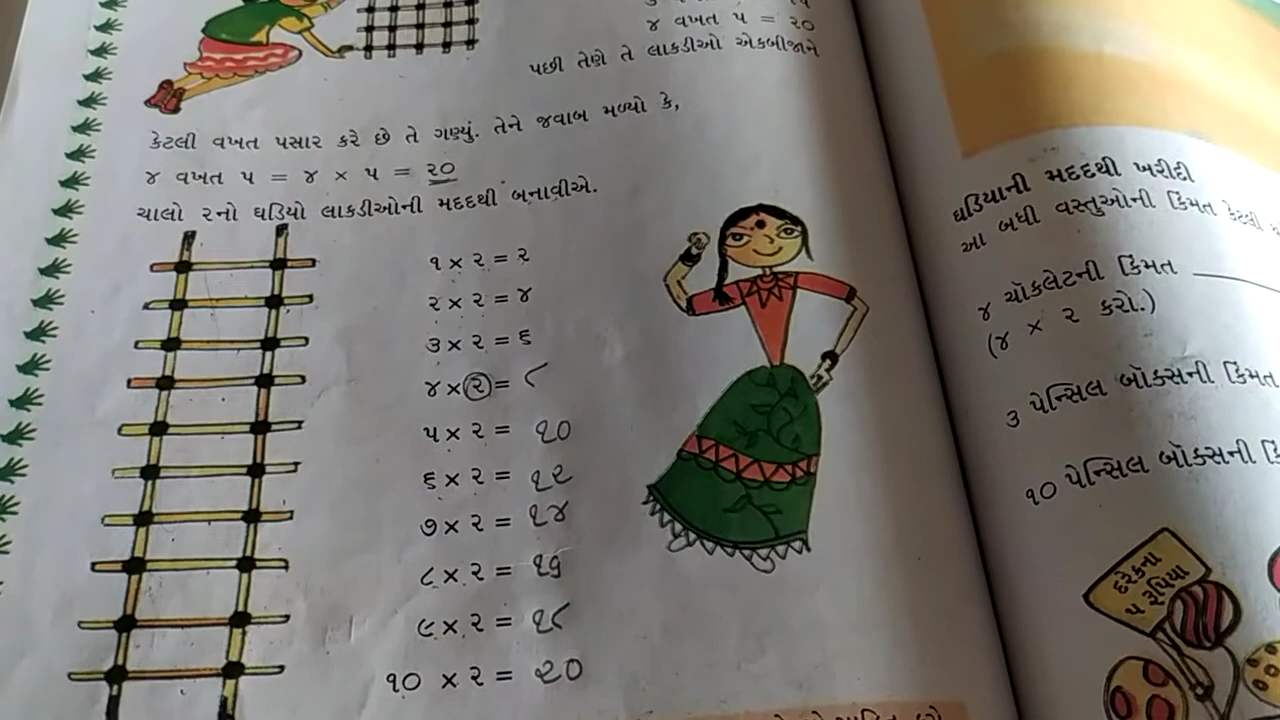 ૪ વખત ૫ = ૨૦
પછી તેણે તે લાકડીઓ એકબીજાને
કેટલી વખત પસાર કરે છે તે ગણ્યું. તેને જવાબ મળ્યો કે,
૪ વખત ૫ = ૪ × ૫ = ૨૦
ચાલો ૨નો ઘડિયો લાકડીઓની મદદથી બનાવીએ.
૧ × ૨ = ૨
૨ × ૨ = ૪
૩ × ૨ = ૬
૪ × ૨ = ૮
૫ × ૨ = ૧૦
૬ × ૨ = ૧૨
૭ × ૨ = ૧૪
૮ × ૨ = ૧૬
૯ × ૨ = ૧૮
૧૦ × ૨ = ૨૦
ઘડિયાની મદદથી ખરીદી
આ બધી વસ્તુઓની કિંમત કેટલી
૪ ચૉકલેટની કિંમત
(૪ × ૨ કરો.)
૩ પેન્સિલ બૉક્સની કિંમત
૧૦ પેન્સિલ બૉક્સની
દરેકના
૫ રૂપિયા